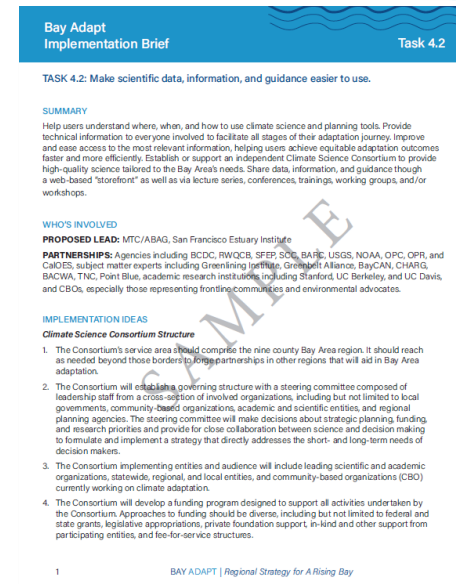 Bay Adapt
Implementation Brief
Task 4.2
TASK 4.2: Make scientific data, information, and guidance easier to use.
SUMMARY
Help users understand where, when, and how to use climate science and planning tools. Provide
technical information to everyone involved to facilitate all stages of their adaptation journey. Improve
and ease access to the most relevant information, helping users achieve equitable adaptation outcomes
faster and more efficiently. Establish or support an independent Climate Science Consortium to provide
high-quality science tailored to the Bay Area's needs. Share data, information, and guidance though
a web-based "storefront" as well as via lecture series, conferences, trainings, working groups, and/or
workshops.
WHO'S INVOLVED
PROPOSED LEAD: MTC/ABAG, San Francisco Estuary Institute
PARTNERSHIPS: Agencies including BCDC, RWQCB, SFEP, SCC, BARC, USGS, NOAA, OPC, OPR, and
CalOES, subject matter experts including Greenlining Institute, Greenbelt Alliance, BayCAN, CHARG,
BACWA, TNC, Point Blue, academic research institutions including Stanford, UC Berkeley, and UC Davis,
and CBOs, especially those representing frontline communities and environmental advocates.
IMPLEMENTATION IDEAS
Climate Science Consortium Structure
1. The Consortium's service area should comprise the nine county Bay Area region. It should reach
as needed beyond those borders to forge partnerships in other regions that will aid in Bay Area
adaptation.
2. The Consortium will establish a governing structure with a steering committee composed of
leadership staff from a cross-section of involved organizations, including but not limited to local
governments, community-based organizations, academic and scientific entities, and regional
planning agencies. The steering committee will make decisions about strategic planning, funding,
and research priorities and provide for close collaboration between science and decision making
to formulate and implement a strategy that directly addresses the short- and long-term needs of
decision makers.
3. The Consortium implementing entities and audience will include leading scientific and academic
organizations, statewide, regional, and local entities, and community-based organizations (CBO)
currently working on climate adaptation.
4. The Consortium will develop a funding program designed to support all activities undertaken by
the Consortium. Approaches to funding should be diverse, including but not limited to federal and
state grants, legislative appropriations, private foundation support, in-kind and other support from
participating entities, and fee-for-service structures.
SAMPLE
1
BAY ADAPT | Regional Strategy for A Rising Bay